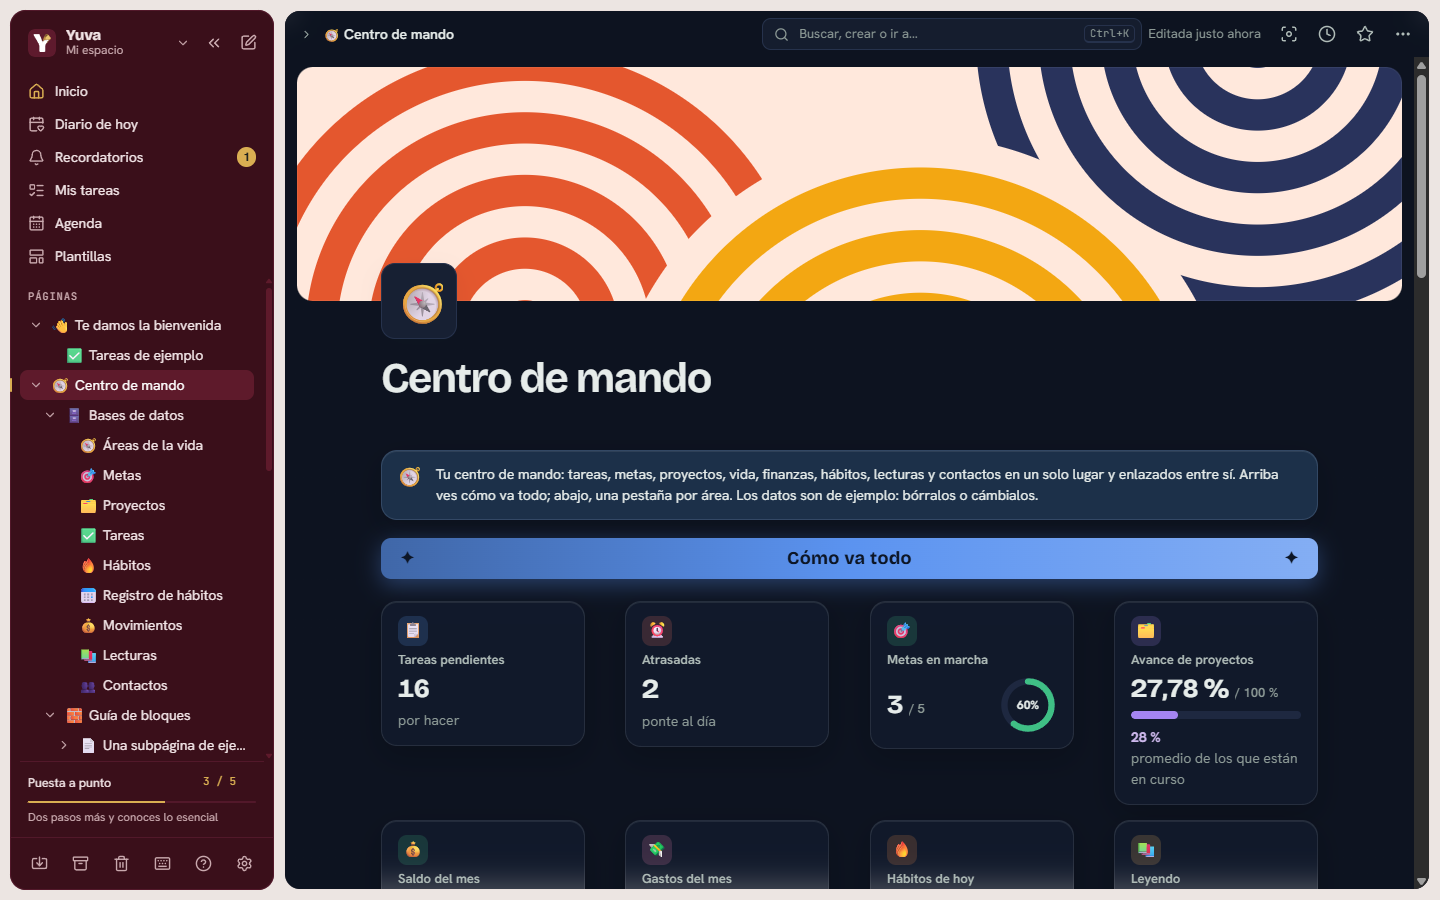 Yuva
Mi espacio
Inicio
Diario de hoy
Recordatorios
1
Mis tareas
Agenda
Plantillas
PÁGINAS
Te damos la bienvenida
Tareas de ejemplo
Centro de mando
Bases de datos
Áreas de la vida
Metas
Proyectos
Tareas
Hábitos
Registro de hábitos
Movimientos
Lecturas
Contactos
Guía de bloques
Una subpágina de eje...
Puesta a punto
3 / 5
Dos pasos más y conoces lo esencial
Centro de mando
Buscar, crear o ir a...
Ctrl+K
Editada justo ahora
Centro de mando
Tu centro de mando: tareas, metas, proyectos, vida, finanzas, hábitos, lecturas y contactos en un solo lugar y enlazados entre sí. Arriba
ves cómo va todo; abajo, una pestaña por área. Los datos son de ejemplo: bórralos o cámbialos.
Cómo va todo
Tareas pendientes
16
por hacer
Atrasadas
2
ponte al día
Metas en marcha
3 / 5
60%
Avance de proyectos
27,78 % / 100 %
28 %
promedio de los que están
en curso
Saldo del mes
Gastos del mes
Hábitos de hoy
Leyendo